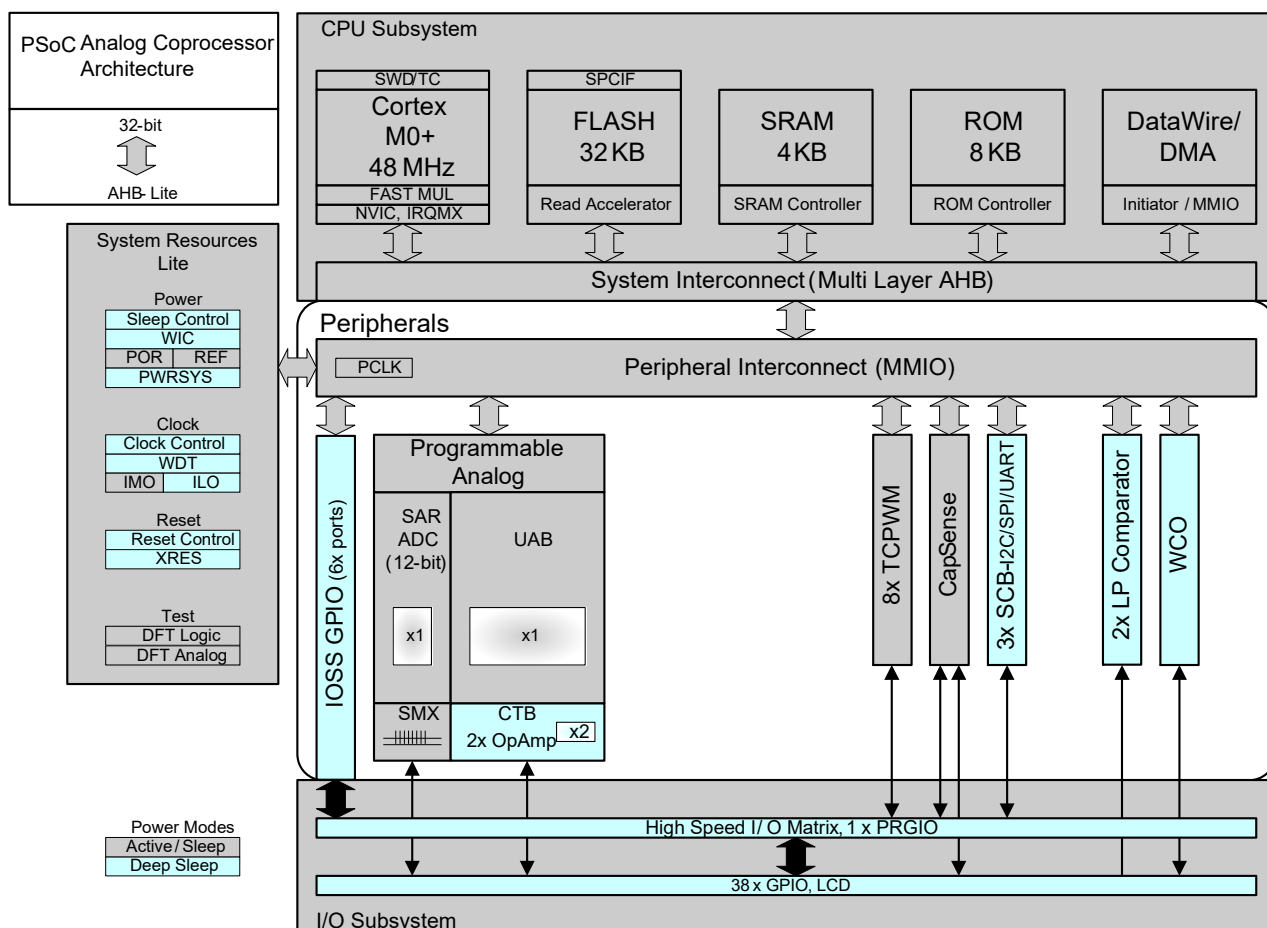 PSoC Analog Coprocessor
Architecture
32-bit
AHB- Lite
CPU Subsystem
SWD/TC
Cortex
M0+
48 MHz
FAST MUL
NVIC, IRQMX
SPCIF
FLASH
32 KB
Read Accelerator
SRAM
4 KB
SRAM Controller
ROM
8 KB
ROM Controller
DataWire/
DMA
Initiator / MMIO
System Interconnect (Multi Layer AHB)
System Resources
Lite
Power
Sleep Control
WIC
POR REF
PWRSYS
Clock
Clock Control
WDT
IMO ILO
Reset
Reset Control
XRES
Test
DFT Logic
DFT Analog
Peripherals
PCLK
Peripheral Interconnect (MMIO)
IOSS GPIO (6x ports)
Programmable
Analog
SAR
ADC
(12-bit)
x1
UAB
x1
SMX
CTB
2x OpAmp
x2
8x TCPWM
CapSense
3x SCB-I2C/SPI/UART
2x LP Comparator
WCO
Power Modes
Active / Sleep
Deep Sleep
High Speed I / O Matrix, 1 x PRGIO
38 x GPIO, LCD
I/O Subsystem